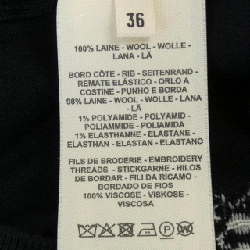 36
100% LAINE - WOOL - WOLLE -
LANA - LÃ
BORD CÔTE - RIB - SEITENRAND -
REMATE ELÁSTICO - ORLO A
COSTINE - PUNHO E BORDA
98% LAINE - WOOL - WOLLE - LANA -
LÃ
1% POLYAMIDE - POLYAMID -
POLIAMMIDE - POLIAMIDA
1% ELASTHANNE - ELASTANE -
ELASTHAN - ELASTAN - ELASTANO
FILS DE BRODERIE - EMBROIDERY
THREADS - STICKGARNE - HILOS
DE BORDAR - FILI DA RICAMO
BORDADO DE FIOS
100% VISCOSE - VISKOSE -
VISCOSA